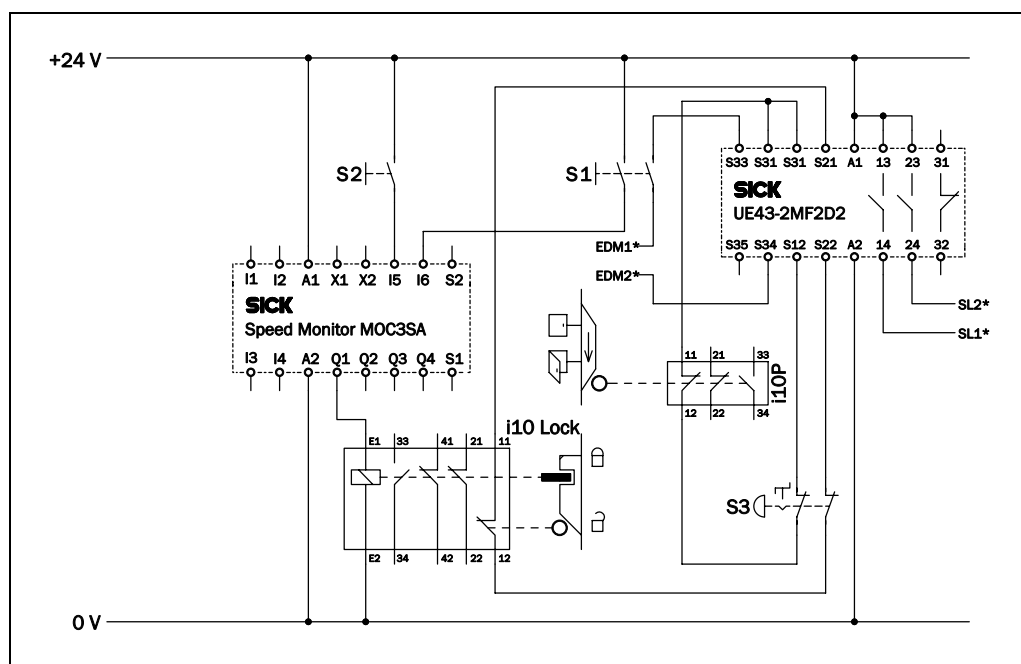 +24 V
S33 S31 S31 S21 A1 13 23 31
S2
S1
SICK
UE43-2MF2D2
EDM1*
S35 S34 S12 S22 A2 14 24 32
I1 I2 A1 X1 X2 I5 I6 S2
EDM2*
SICK
Speed Monitor MOC3SA
SL2*
SL1*
I3 I4 A2 Q1 Q2 Q3 Q4 S1
11 21 33
i10P
12 22 34
i10 Lock
E1 33 41 21 11
S3
E2 34 42 22 12
0 V